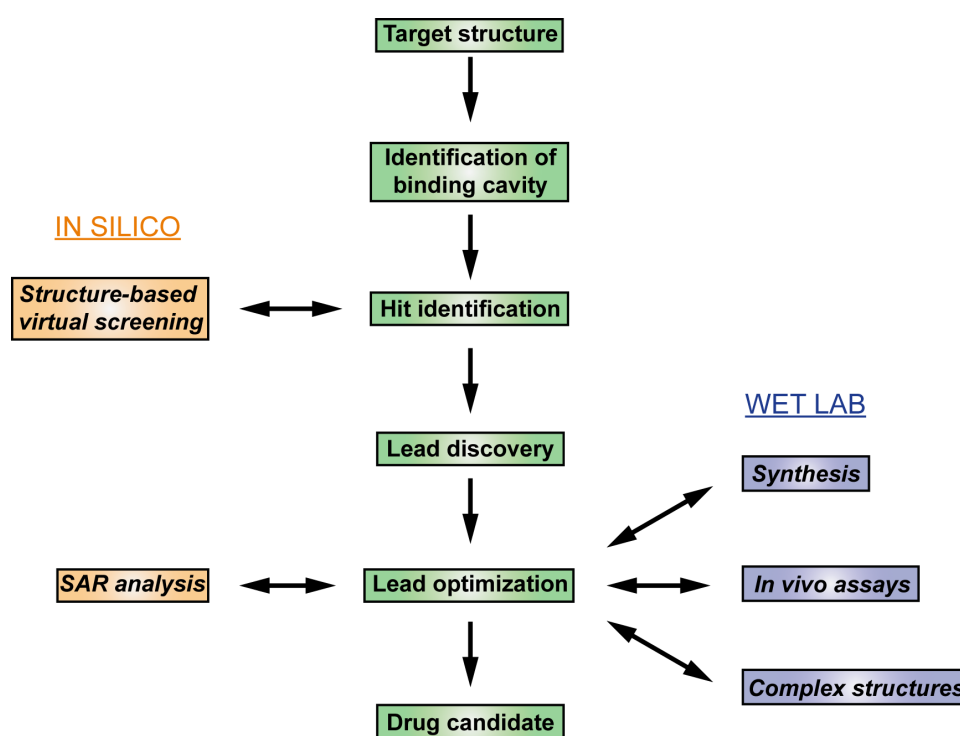 Target structure
Identification of
binding cavity
IN SILICO
Structure-based
virtual screening
Hit identification
WET LAB
Lead discovery
Synthesis
SAR analysis
Lead optimization
In vivo assays
Complex structures
Drug candidate